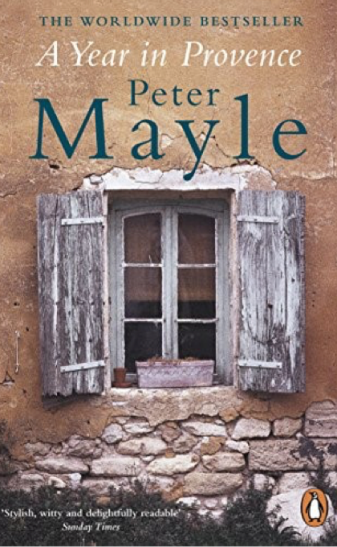 THE WORLDWIDE BESTSELLER
A Year in Provence
Peter
Mayle
'Stylish, witty and delightfully readable'
Sunday Times